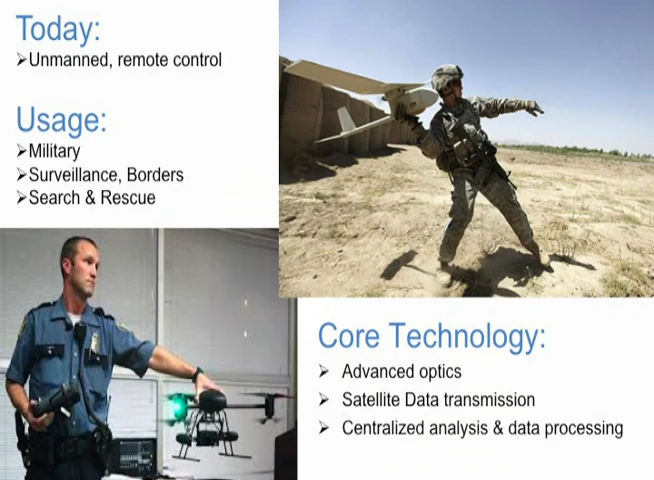 Today:
➢Unmanned, remote control
Usage:
➢Military
➢Surveillance, Borders
➢Search & Rescue
Core Technology:
➢ Advanced optics
➢ Satellite Data transmission
➢ Centralized analysis & data processing